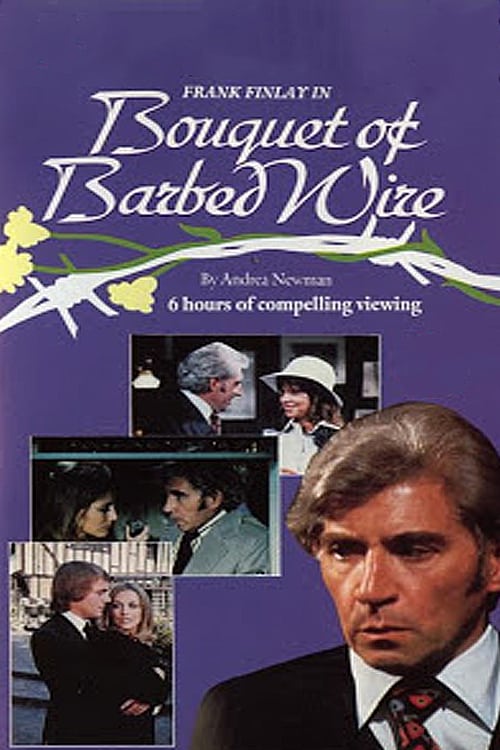 FRANK FINLAY IN
Bouquet of
Barbed Wire
By Andrea Newman
6 hours of compelling viewing